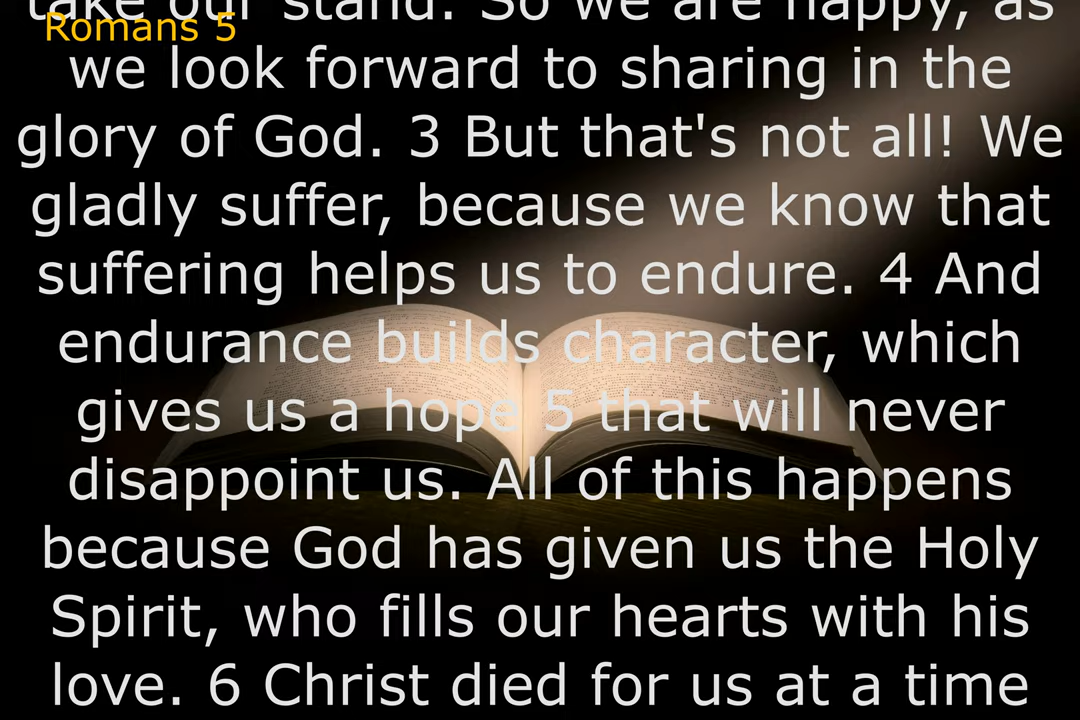 take our stand. So we are happy, as
Romans 5
we look forward to sharing in the
glory of God. 3 But that's not all! We
gladly suffer, because we know that
suffering helps us to endure. 4 And
endurance builds character, which
gives us a hope 5 that will never
disappoint us. All of this happens
because God has given us the Holy
Spirit, who fills our hearts with his
love. 6 Christ died for us at a time